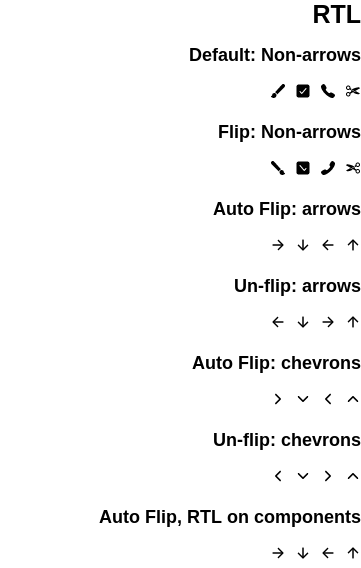 RTL
Default: Non-arrows
Flip: Non-arrows
Auto Flip: arrows
Un-flip: arrows
Auto Flip: chevrons
Un-flip: chevrons
Auto Flip, RTL on components